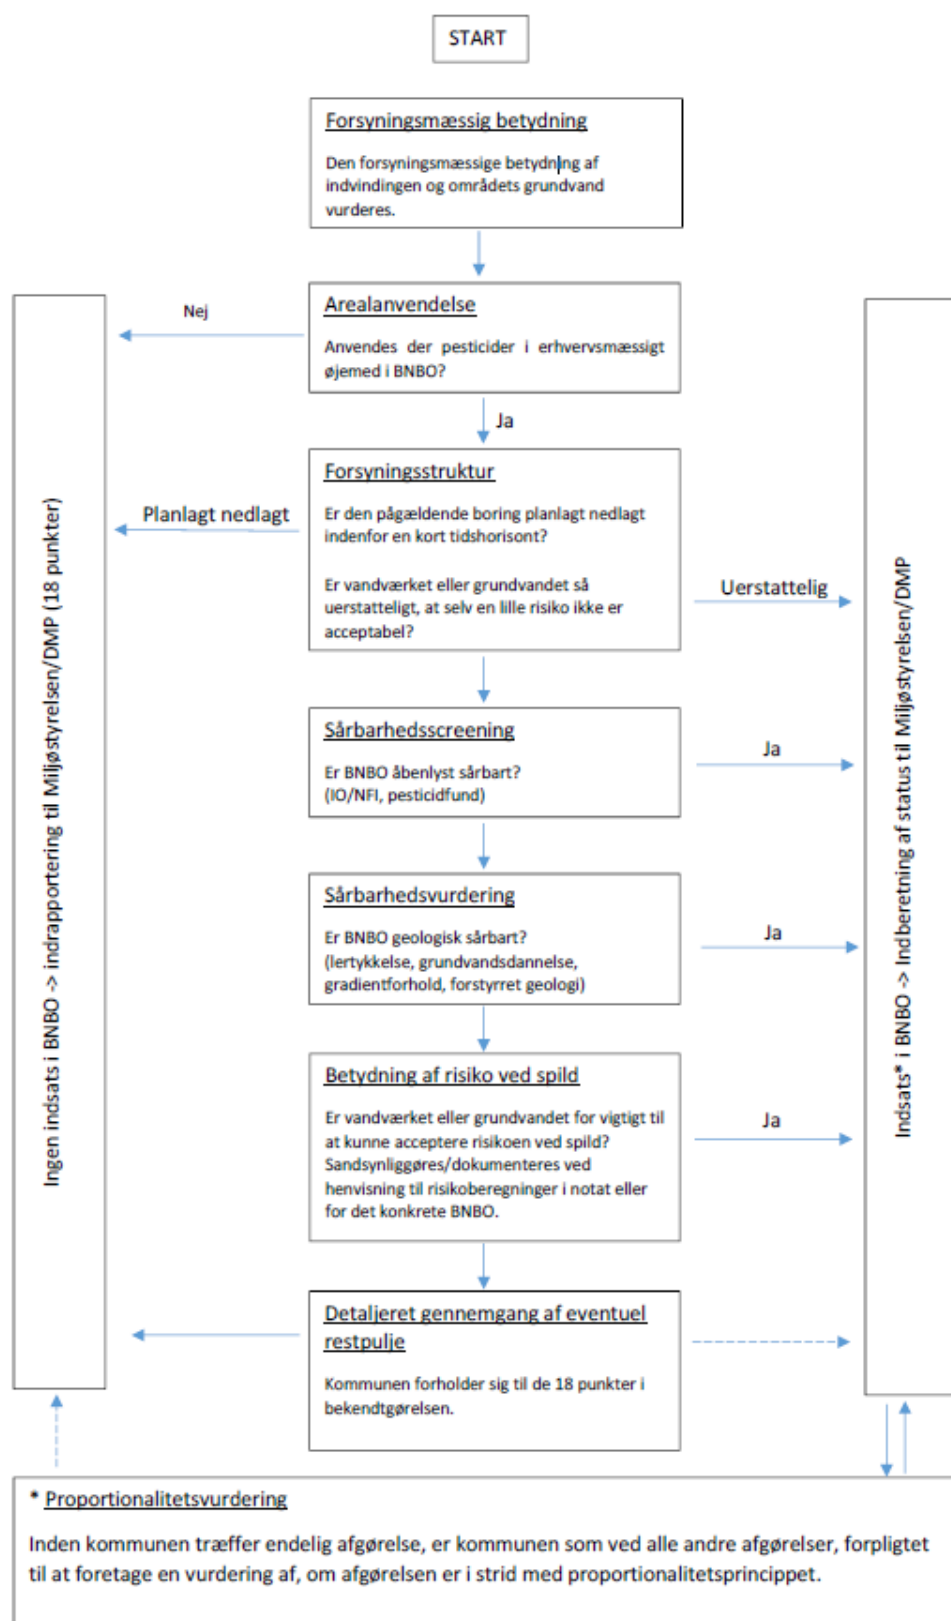 START
Forsyningsmæssig betydning
Den forsyningsmæssige betydning af
indvindingen og områdets grundvand
vurderes.
Nej
Arealanvendelse
Anvendes der pesticider i erhvervsmæssigt
øjemed i BNBO?
Ja
Forsyningsstruktur
Planlagt nedlagt
Er den pågældende boring planlagt nedlagt
indenfor en kort tidshorisont?
Er vandværket eller grundvandet så
uerstatteligt, at selv en lille risiko ikke er
acceptabel?
Uerstattelig
Sårbarhedsscreening
Er BNBO åbenlyst sårbart?
(IO/NFI, pesticidfund)
Ja
Sårbarhedsvurdering
Er BNBO geologisk sårbart?
(lertykkelse, grundvandsdannelse,
gradientforhold, forstyrret geologi)
Ja
Betydning af risiko ved spild
Er vandværket eller grundvandet for vigtigt til
at kunne acceptere risikoen ved spild?
Sandsynliggøres/dokumenteres ved
henvisning til risikoberegninger i notat eller
for det konkrete BNBO.
Ja
Detaljeret gennemgang af eventuel
restpulje
Kommunen forholder sig til de 18 punkter i
bekendtgørelsen.
Ingen indsats i BNBO -> indrapportering til Miljøstyrelsen/DMP (18 punkter)
Indsats* i BNBO -> Indberetning af status til Miljøstyrelsen/DMP
* Proportionalitetsvurdering
Inden kommunen træffer endelig afgørelse, er kommunen som ved alle andre afgørelser, forpligtet
til at foretage en vurdering af, om afgørelsen er i strid med proportionalitetsprincippet.